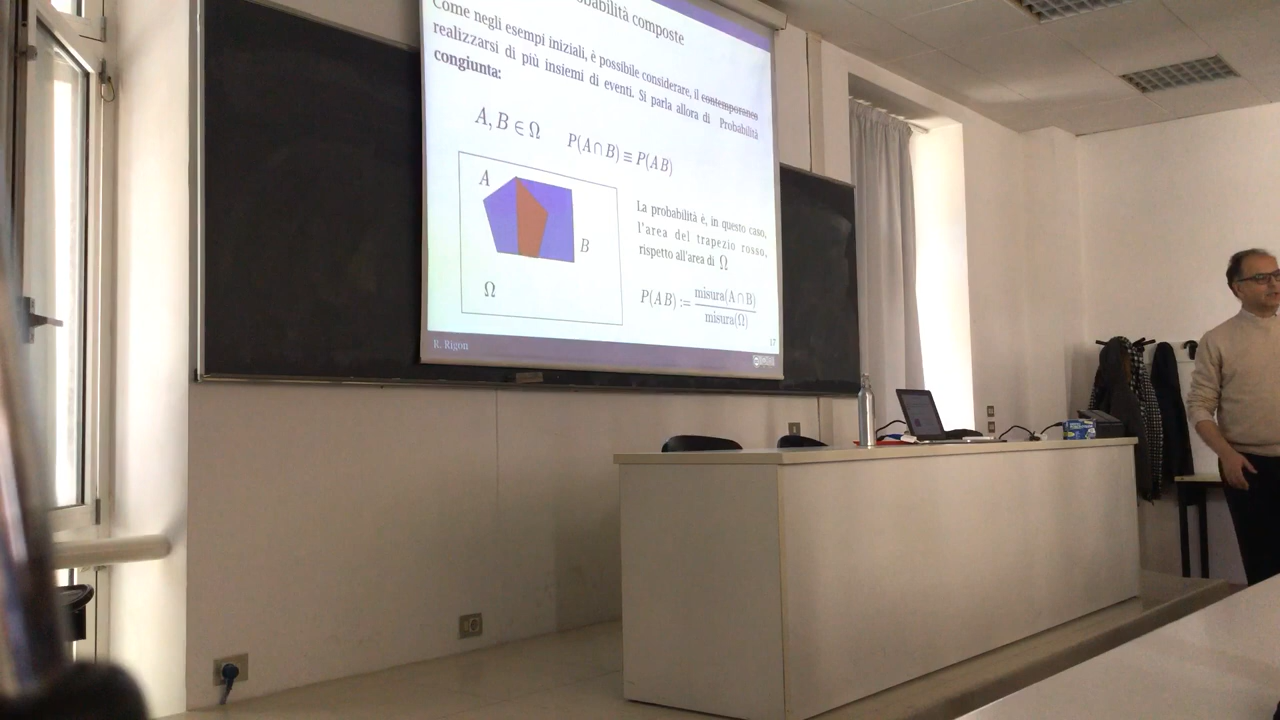 babilità composte
Come negli esempi iniziali, è possibile considerare, il contemporaneo
realizzarsi di più insiemi di eventi. Si parla allora di Probabilità
congiunta:
A, B ∈ Ω P(A∩B) ≡ P(AB)
A
B
Ω
La probabilità è, in questo caso,
l'area del trapezio rosso,
rispetto all'area di Ω
P(AB) := misura(A∩B)
misura(Ω)
R. Rigon
17